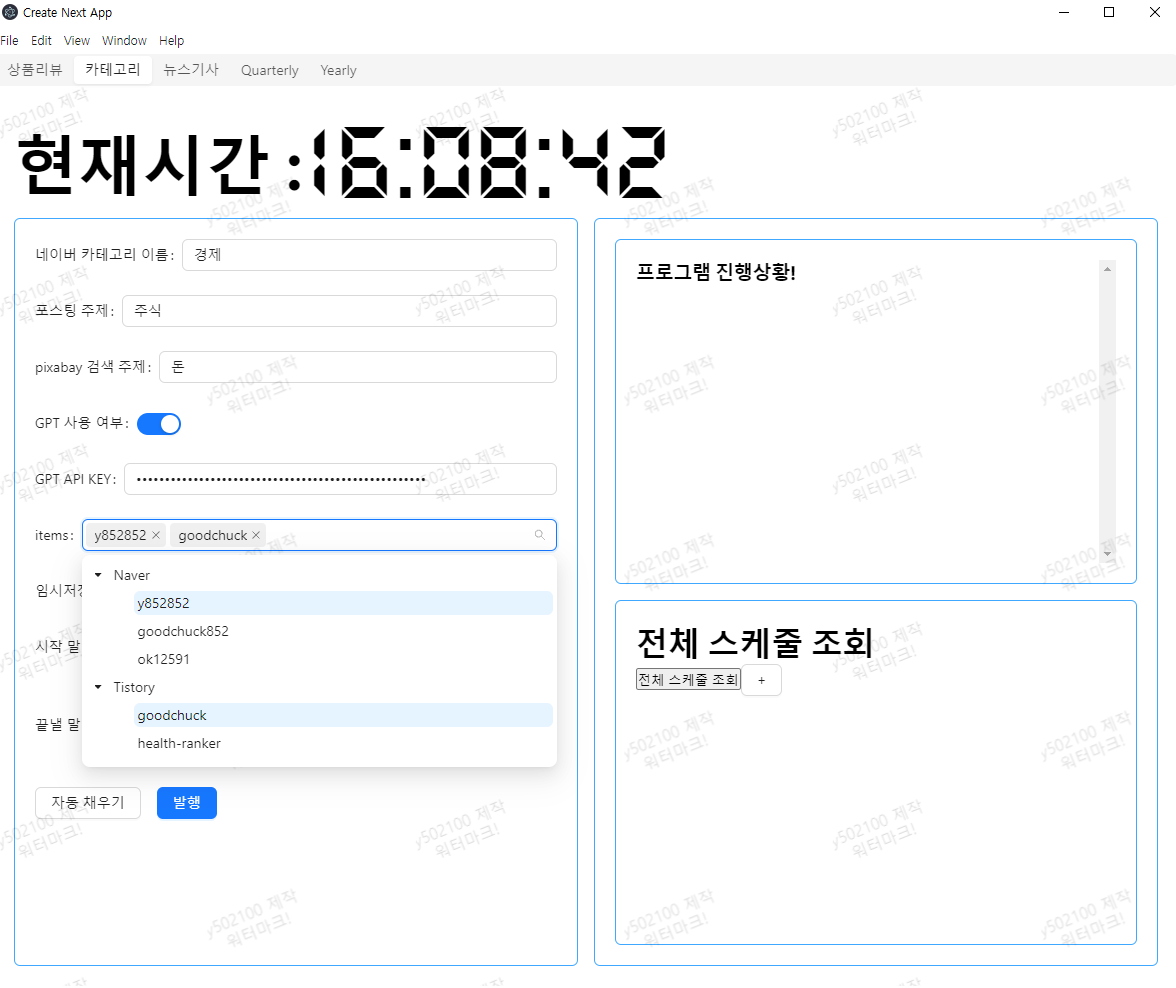 Create Next App
File Edit View Window Help
상품리뷰 카테고리 뉴스기사 Quarterly Yearly
현재시간 :16:08:42
네이버 카테고리 이름: 경제
포스팅 주제: 주식
pixabay 검색 주제: 돈
GPT 사용 여부:
GPT API KEY: ••••••••••••••••••••••••••••••••••••••••••••••••••
items: y852852 × goodchuck ×
임시저장
Naver
y852852
goodchuck852
시작 말
ok12591
Tistory
goodchuck
끝낼 말
health-ranker
자동 채우기 발행
프로그램 진행상황!
전체 스케줄 조회
전체 스케줄 조회 +
y502100 제작
워터마크!